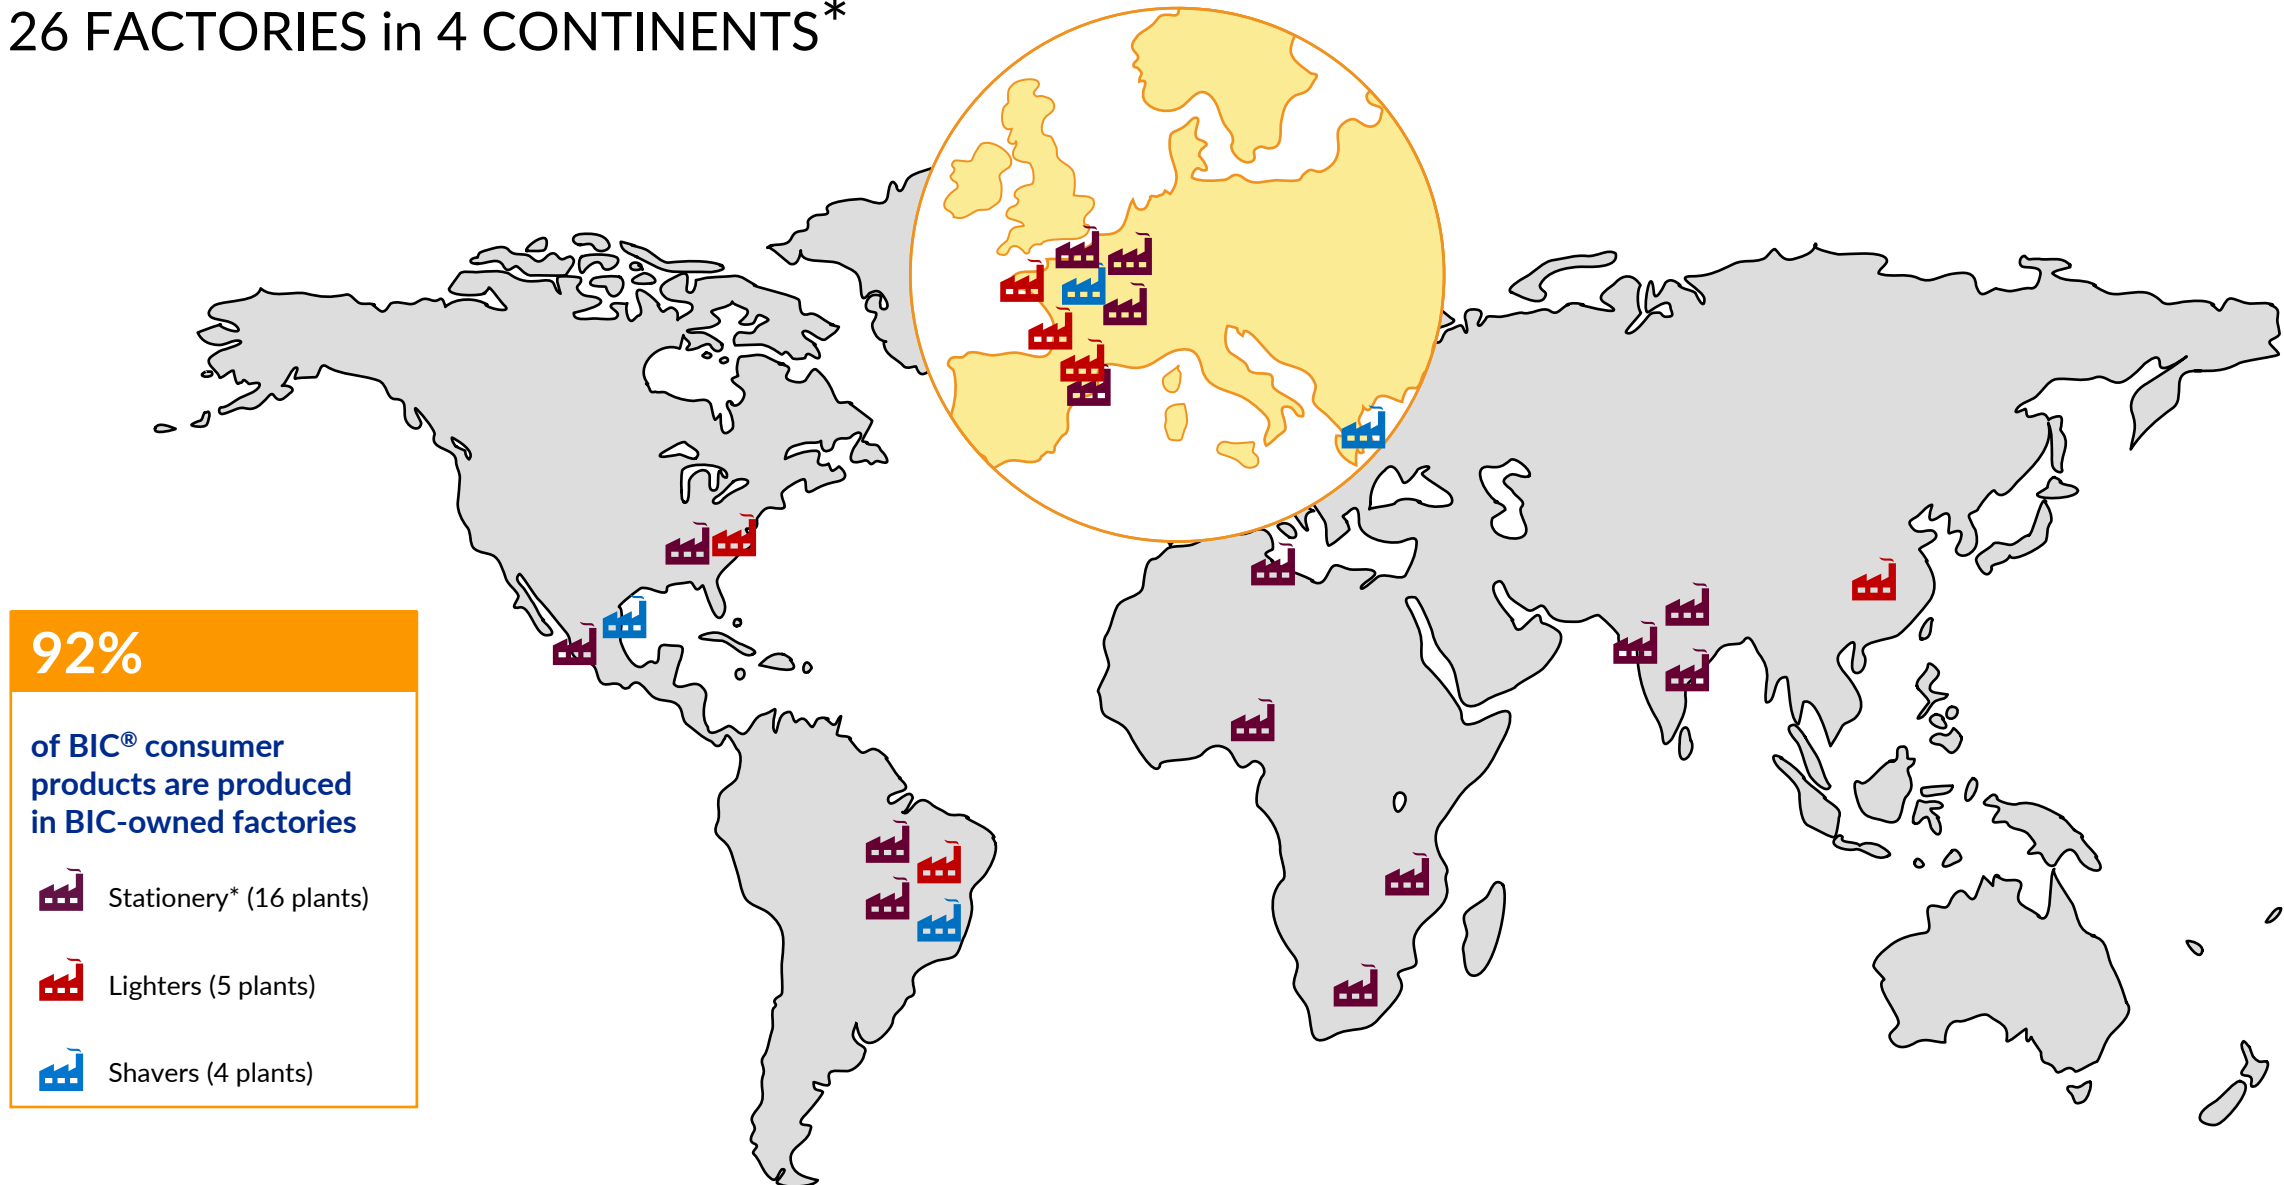 26 FACTORIES in 4 CONTINENTS*
92%
of BIC® consumer
products are produced
in BIC-owned factories
Stationery* (16 plants)
Lighters (5 plants)
Shavers (4 plants)